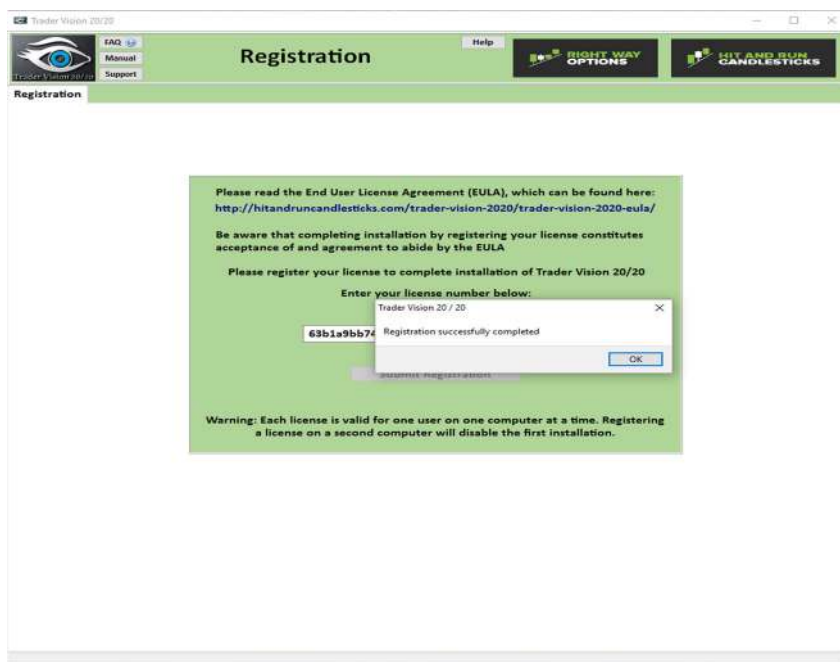 Trader Vision 20/20
FAQ
Manual
Support
Trader Vision 20/20
Registration
Help
RIGHT WAY
OPTIONS
HIT AND RUN
CANDLESTICKS
Registration
Please read the End User License Agreement (EULA), which can be found here:
http://hitandruncandlesticks.com/trader-vision-2020/trader-vision-2020-eula/
Be aware that completing installation by registering your license constitutes
acceptance of and agreement to abide by the EULA
Please register your license to complete installation of Trader Vision 20/20
Enter your license number below:
63b1a9bb74
Trader Vision 20 / 20
Registration successfully completed
OK
Submit Registration
Warning: Each license is valid for one user on one computer at a time. Registering
a license on a second computer will disable the first installation.